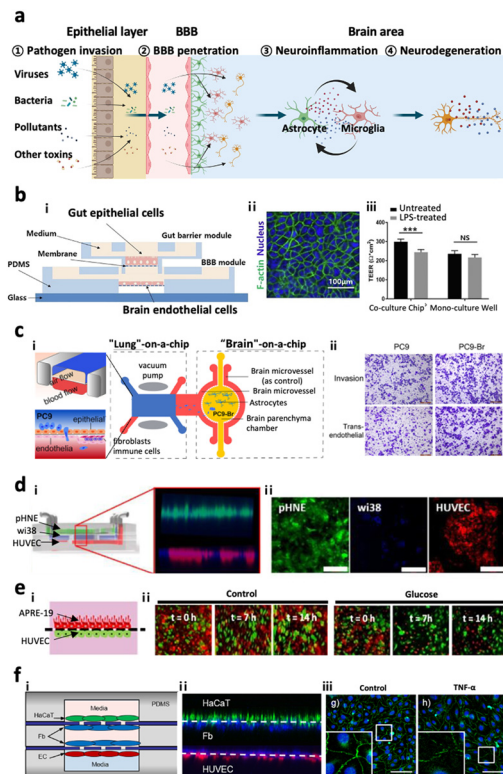 a
Epithelial layer
BBB
Brain area
① Pathogen invasion
② BBB penetration
③ Neuroinflammation
④ Neurodegeneration
Viruses
Bacteria
Pollutants
Other toxins
Astrocyte
Microglia
b
i
Gut epithelial cells
Medium
Gut barrier module
Membrane
BBB module
PDMS
Glass
Brain endothelial cells
ii
F-actin Nucleus
100μm
iii
Untreated
LPS-treated
TEER (Ω*cm²)
400
300
200
100
0
***
NS
Co-culture Chip
Mono-culture Well
c
i
"Lung"-on-a-chip
"Brain"-on-a-chip
air flow
blood flow
vacuum
pump
Brain microvessel
(as control)
Brain microvessel
Astrocytes
PC9-Br
Brain parenchyma
chamber
PC9
epithelial
endothelia
fibroblasts
immune cells
ii
PC9
PC9-Br
Invasion
Trans-
endothelial
d
i
pHNE
wi38
HUVEC
ii
pHNE
wi38
HUVEC
e
i
APRE-19
HUVEC
ii
Control
Glucose
t = 0 h
t = 7 h
t = 14 h
t = 0 h
t = 7 h
t = 14 h
f
i
Media
PDMS
HaCaT
Fb
EC
Media
ii
HaCaT
Fb
HUVEC
iii
Control
TNF-α
g)
h)